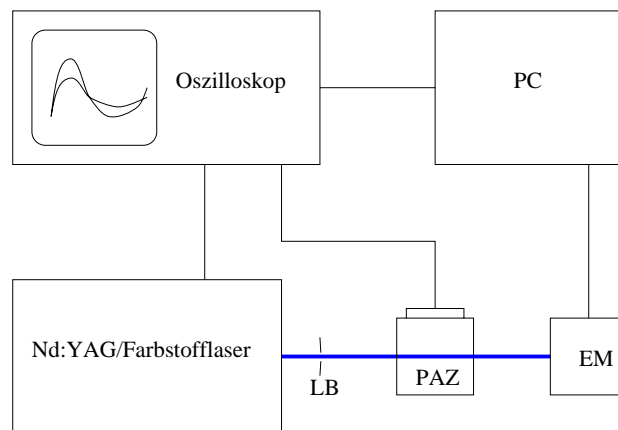 Oszilloskop
PC
Nd:YAG/Farbstofflaser
LB
PAZ
EM